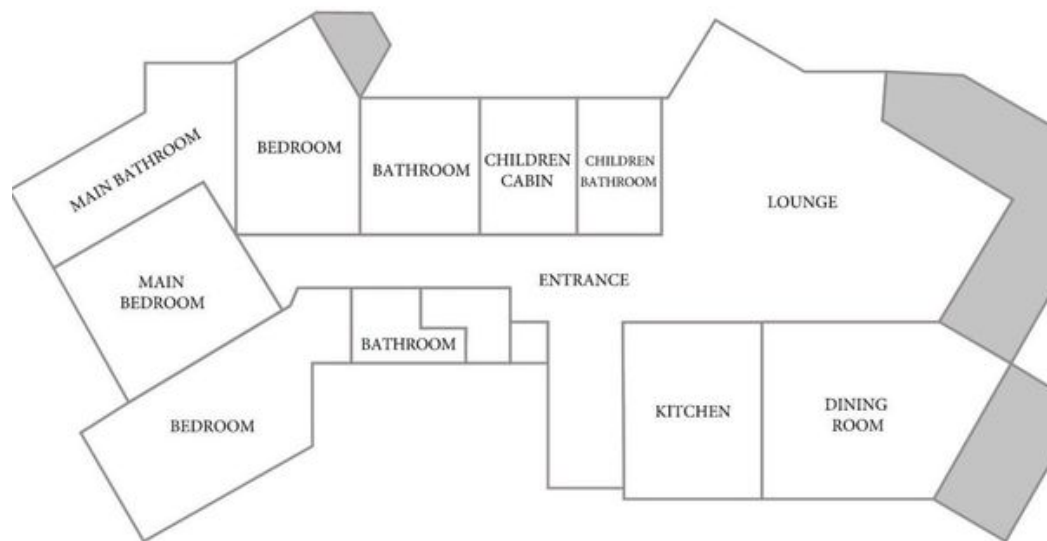 MAIN BATHROOM
BEDROOM
BATHROOM
CHILDREN
CABIN
CHILDREN
BATHROOM
LOUNGE
MAIN
BEDROOM
ENTRANCE
BATHROOM
BEDROOM
KITCHEN
DINING
ROOM